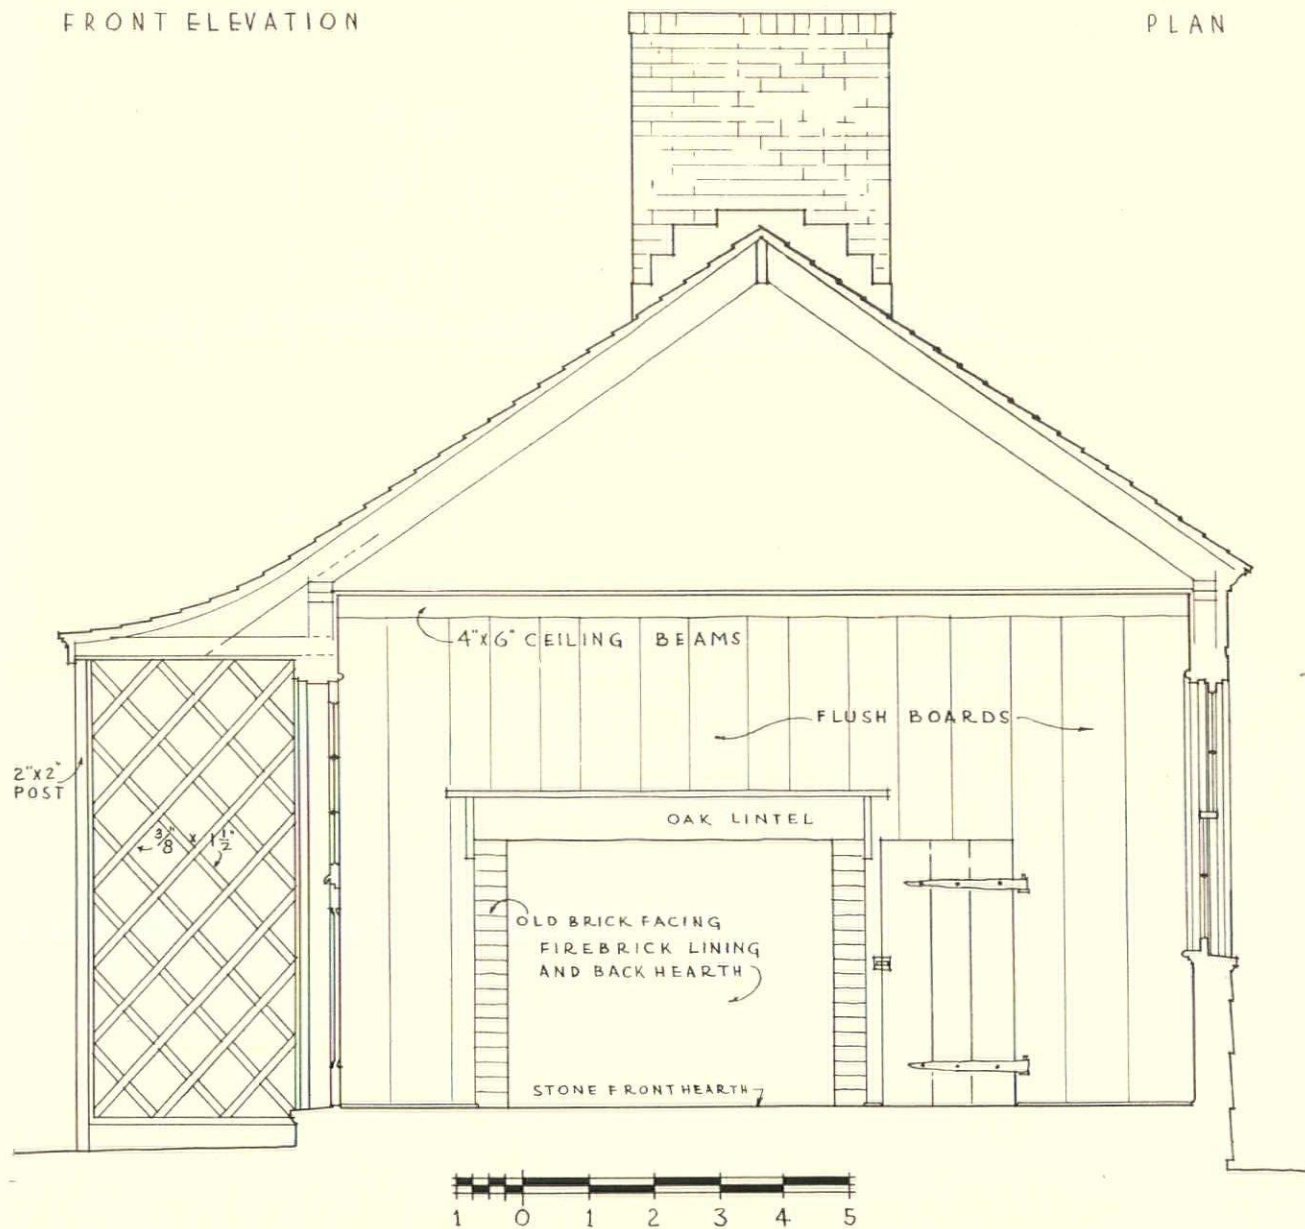 FRONT ELEVATION
PLAN
4"x6" CEILING BEAMS
FLUSH BOARDS
2"x2"
POST
3/8" x 1 1/2"
OAK LINTEL
OLD BRICK FACING
FIREBRICK LINING
AND BACK HEARTH
STONE FRONT HEARTH
1 0 1 2 3 4 5